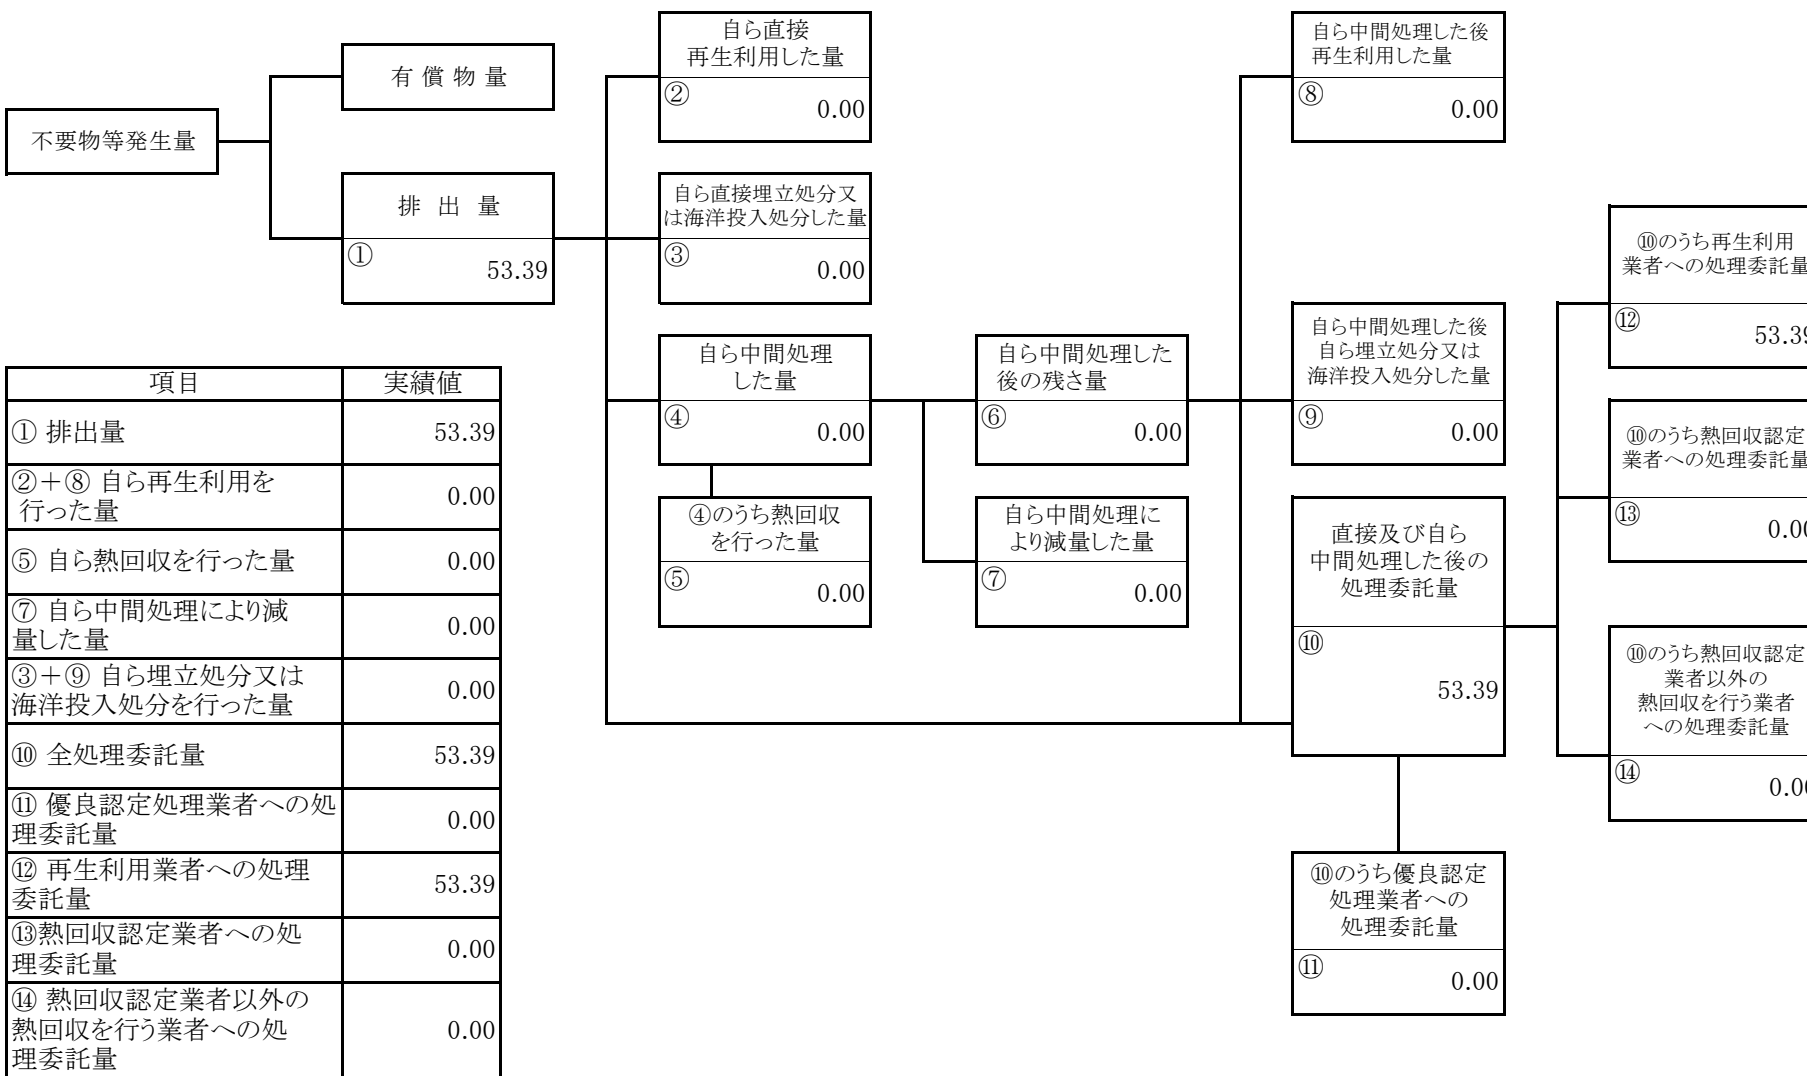 不要物等発生量
有 償 物 量
排 出 量
①
53.39
自ら直接
再生利用した量
②
0.00
自ら直接埋立処分又
は海洋投入処分した量
③
0.00
自ら中間処理
した量
④
0.00
④のうち熱回収
を行った量
⑤
0.00
自ら中間処理した
後の残さ量
⑥
0.00
自ら中間処理に
より減量した量
⑦
0.00
自ら中間処理した後
再生利用した量
⑧
0.00
自ら中間処理した後
自ら埋立処分又は
海洋投入処分した量
⑨
0.00
直接及び自ら
中間処理した後の
処理委託量
⑩
53.39
⑩のうち優良認定
処理業者への
処理委託量
⑪
0.00
⑩のうち再生利用
業者への処理委託量
⑫
53.39
⑩のうち熱回収認定
業者への処理委託量
⑬
0.00
⑩のうち熱回収認定
業者以外の
熱回収を行う業者
への処理委託量
⑭
0.00
項目 実績値
① 排出量 53.39
②＋⑧ 自ら再生利用を
行った量 0.00
⑤ 自ら熱回収を行った量 0.00
⑦ 自ら中間処理により減
量した量 0.00
③＋⑨ 自ら埋立処分又は
海洋投入処分を行った量 0.00
⑩ 全処理委託量 53.39
⑪ 優良認定処理業者への処
理委託量 0.00
⑫ 再生利用業者への処理
委託量 53.39
⑬熱回収認定業者への処
理委託量 0.00
⑭ 熱回収認定業者以外の
熱回収を行う業者への処
理委託量 0.00